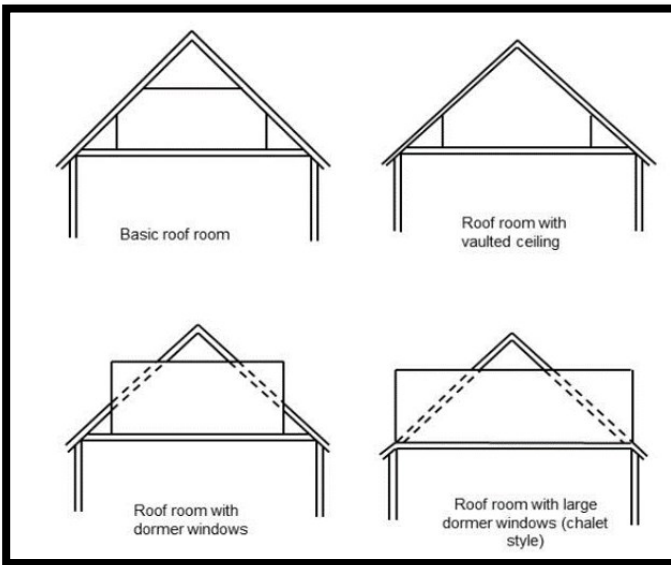 Basic roof room
Roof room with
vaulted ceiling
Roof room with
dormer windows
Roof room with large
dormer windows (chalet
style)